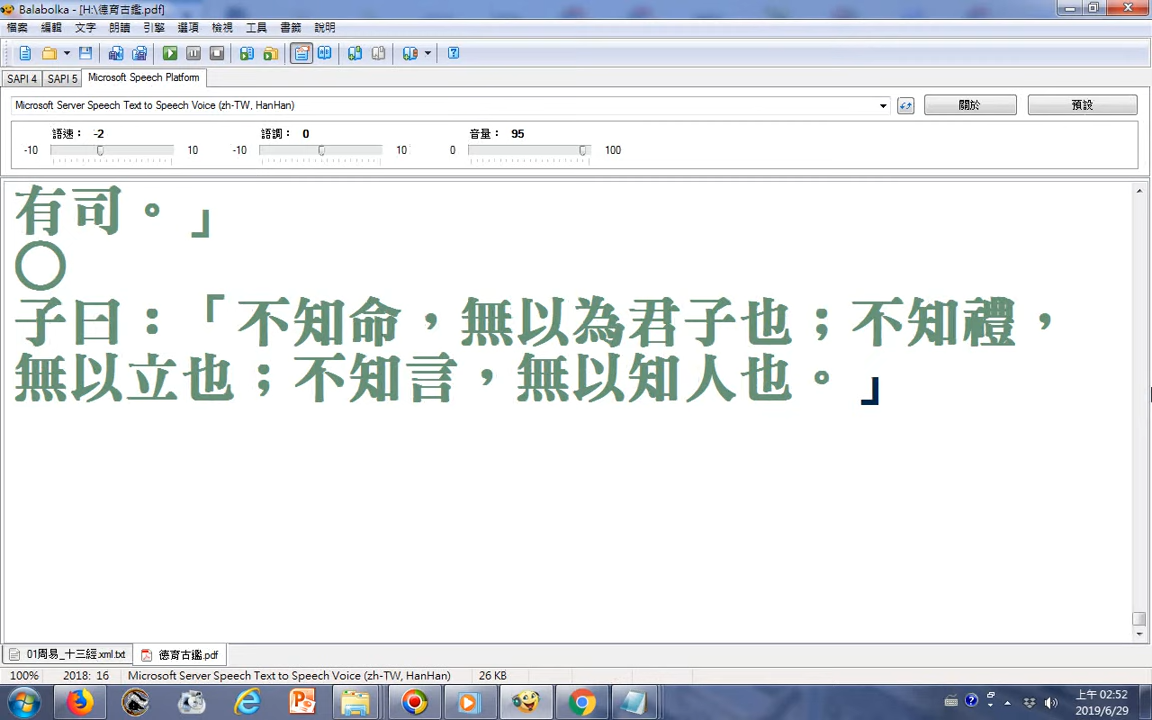 Balabolka - [H:\德育古鑑.pdf]
檔案 編輯 文字 朗讀 引擎 選項 檢視 工具 書籤 說明
SAPI 4 SAPI 5 Microsoft Speech Platform
Microsoft Server Speech Text to Speech Voice (zh-TW, HanHan) 關於 預設
語速： -2 語調： 0 音量： 95
-10 10 -10 10 0 100
有司。」
○
子曰：「不知命，無以為君子也；不知禮，
無以立也；不知言，無以知人也。」
01周易_十三經.xml.txt 德育古鑑.pdf
100% 2018: 16 Microsoft Server Speech Text to Speech Voice (zh-TW, HanHan) 26 KB
上午 02:52
2019/6/29